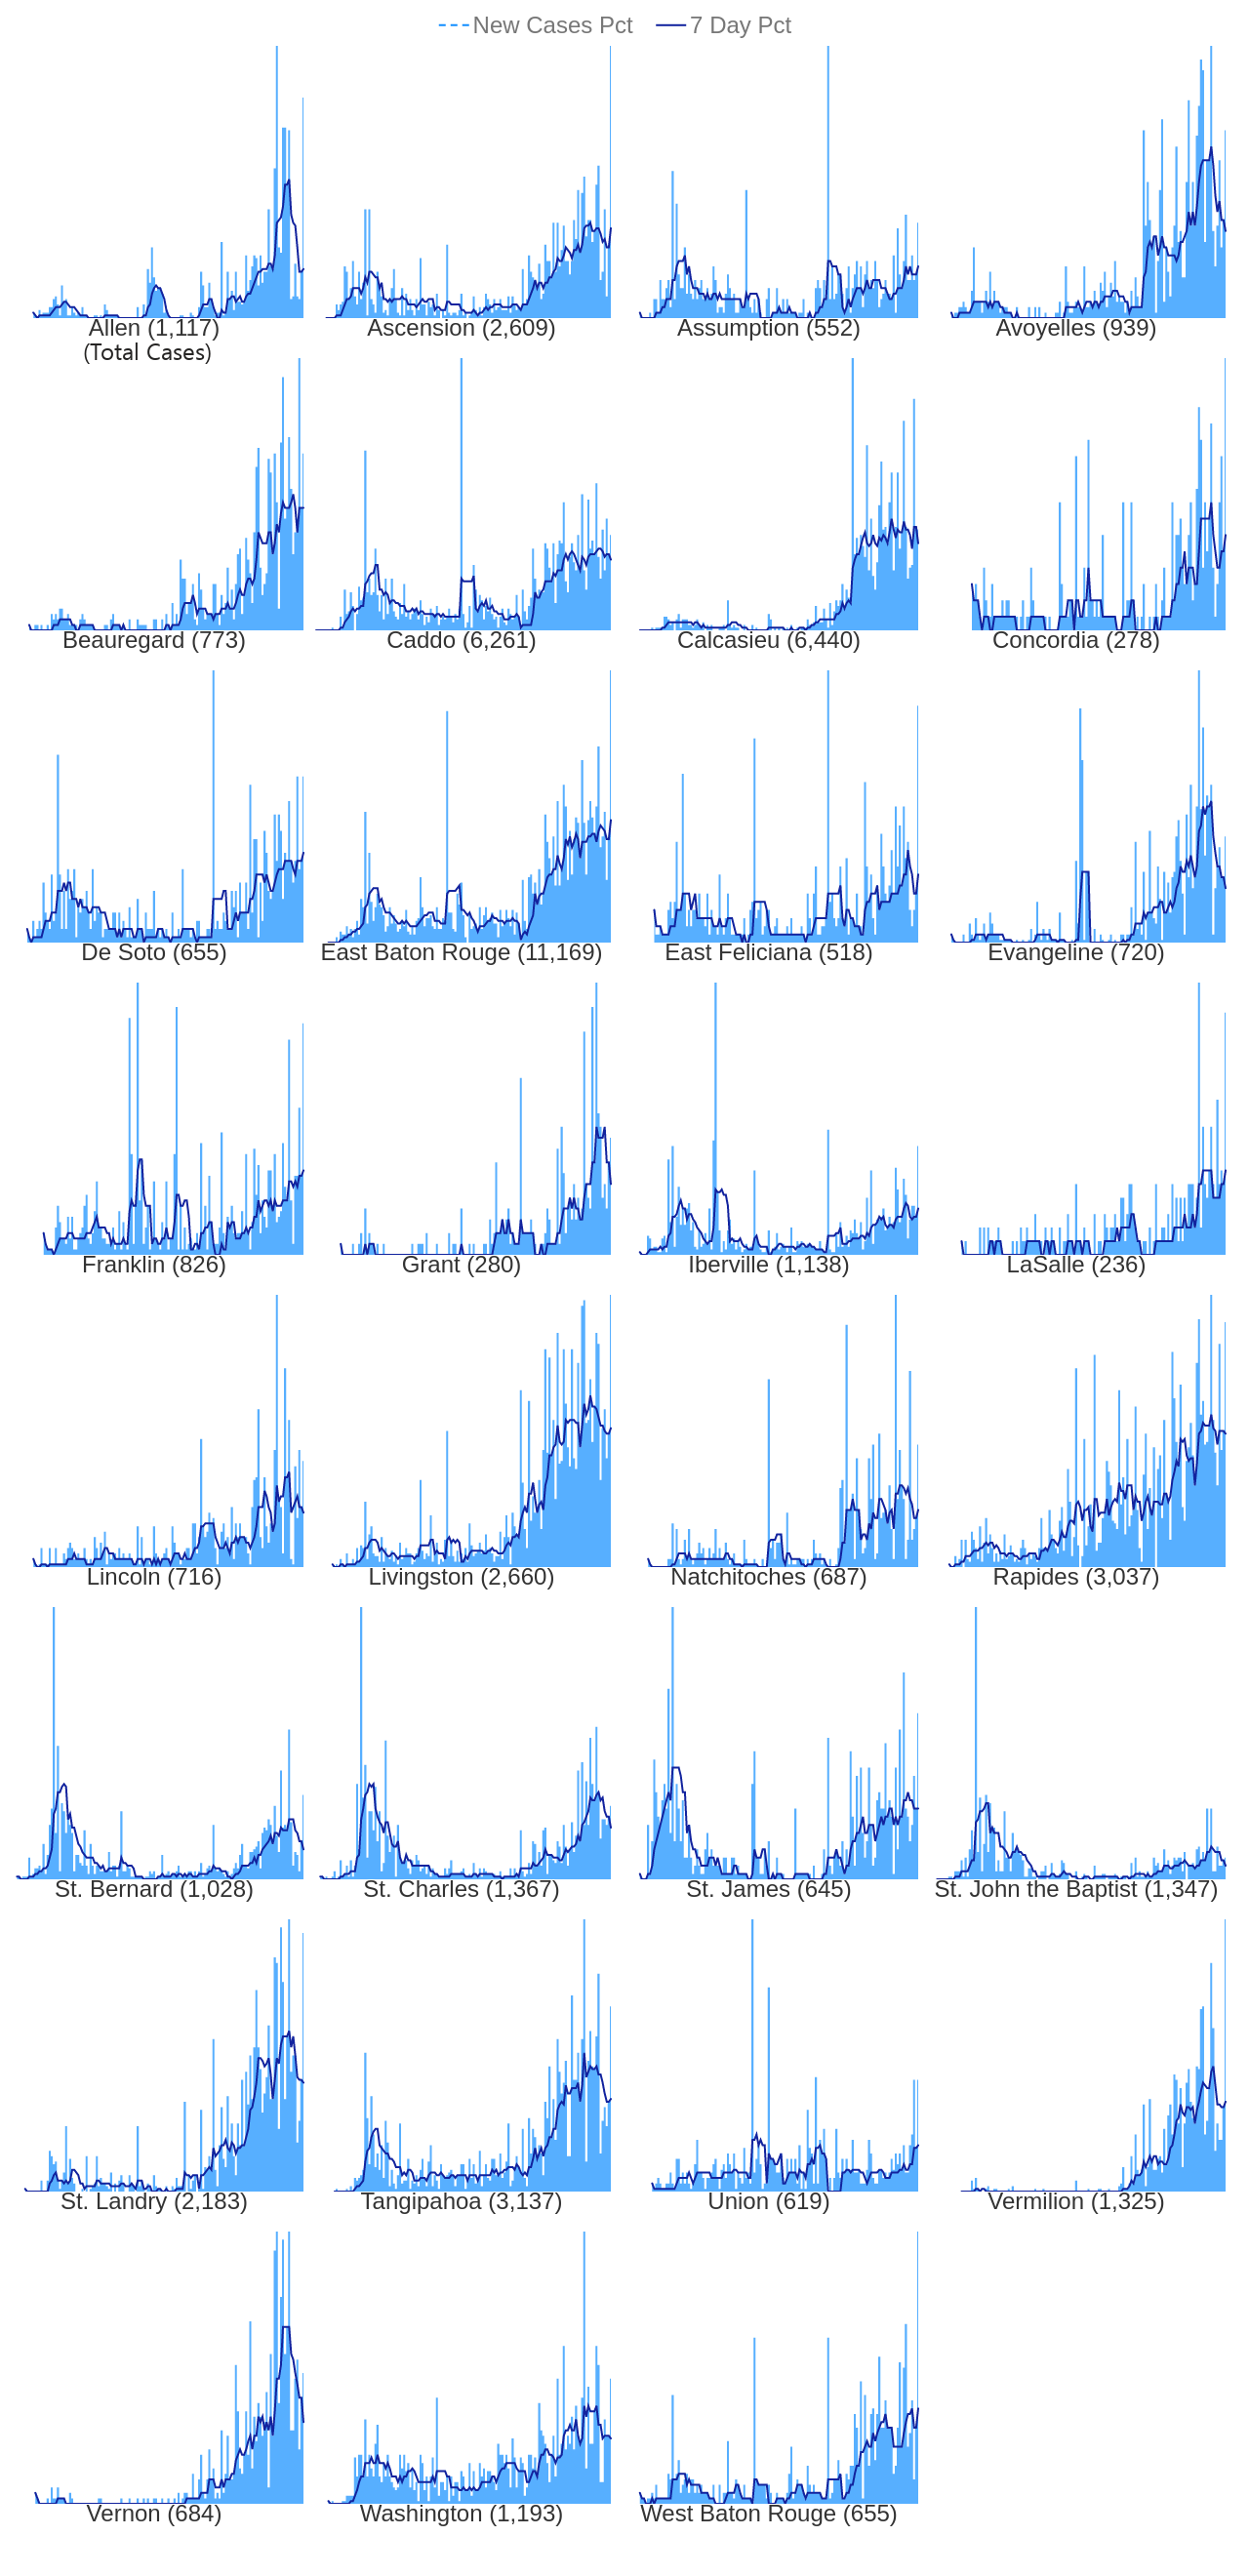 New Cases Pct 7 Day Pct
Allen (1,117) Ascension (2,609) Assumption (552) Avoyelles (939)
(Total Cases)
Beauregard (773) Caddo (6,261) Calcasieu (6,440) Concordia (278)
De Soto (655) East Baton Rouge (11,169) East Feliciana (518) Evangeline (720)
Franklin (826) Grant (280) Iberville (1,138) LaSalle (236)
Lincoln (716) Livingston (2,660) Natchitoches (687) Rapides (3,037)
St. Bernard (1,028) St. Charles (1,367) St. James (645) St. John the Baptist (1,347)
St. Landry (2,183) Tangipahoa (3,137) Union (619) Vermilion (1,325)
Vernon (684) Washington (1,193) West Baton Rouge (655)